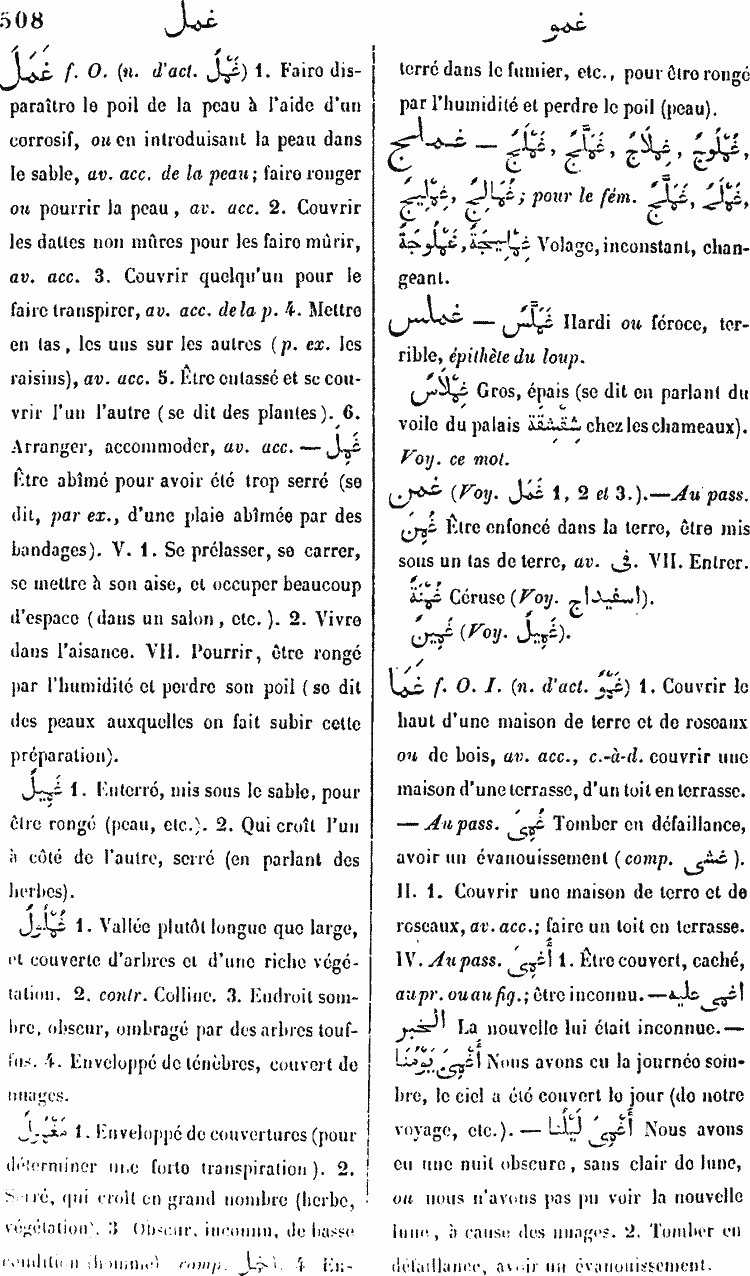 508 غمل غمو
غَمَلَ f. O. (n. d'act. غَمْلٌ) 1. Faire dis-
paraître le poil de la peau à l'aide d'un
corrosif, ou en introduisant la peau dans
le sable, av. acc. de la peau; faire ronger
ou pourrir la peau, av. acc. 2. Couvrir
les dattes non mûres pour les faire mûrir,
av. acc. 3. Couvrir quelqu'un pour le
faire transpirer, av. acc. de la p. 4. Mettre
en tas, les uns sur les autres (p. ex. les
raisins), av. acc. 5. Être entassé et se cou-
vrir l'un l'autre (se dit des plantes). 6.
Arranger, accommoder, av. acc. — غَمِلَ
Être abîmé pour avoir été trop serré (se
dit, par ex., d'une plaie abîmée par des
bandages). V. 1. Se prélasser, se carrer,
se mettre à son aise, et occuper beaucoup
d'espace (dans un salon, etc.). 2. Vivre
dans l'aisance. VII. Pourrir, être rongé
par l'humidité et perdre son poil (se dit
des peaux auxquelles on fait subir cette
préparation).
غَمِيلٌ 1. Enterré, mis sous le sable, pour
être rongé (peau, etc.). 2. Qui croît l'un
à côté de l'autre, serré (en parlant des
herbes).
غُمْلُولٌ 1. Vallée plutôt longue que large,
et couverte d'arbres et d'une riche végé-
tation. 2. contr. Colline. 3. Endroit som-
bre, obscur, ombragé par des arbres touf-
fus. 4. Enveloppé de ténèbres, couvert de
nuages.
مَغْمُولٌ 1. Enveloppé de couvertures (pour
déterminer une forte transpiration). 2.
Serré, qui croît en grand nombre (herbe,
végétation). 3 Obscur, inconnu, de basse
condition (homme) comp. 4 En-
terré dans le fumier, etc., pour être rongé
par l'humidité et perdre le poil (peau).
غملج — غَمْلَجٌ, غَمَلَّجٌ, غِمْلَاجٌ, غُمْلُوجٌ,
غِمْلِيجٌ, غُمَالِجٌ; pour le fém. غَمَلَّجٌ, غَمْلَجٌ,
غِمْلِيجَةٌ, غُمْلُوجَةٌ Volage, inconstant, chan-
geant.
غملس — غَمَلَّسٌ Hardi ou féroce, ter-
rible, épithète du loup.
غِمْلَاسٌ Gros, épais (se dit en parlant du
voile du palais شِقْشِقَةٌ chez les chameaux).
Voy. ce mot.
غمن (Voy. غَمَلَ 1, 2 et 3.).—Au pass.
غُمِنَ Être enfoncé dans la terre, être mis
sous un tas de terre, av. فى. VII. Entrer.
غُمْنَةٌ Céruse (Voy. اسفيداج).
غَمِينٌ (Voy. غَمِيلٌ).
غَمَا f. O. I. (n. d'act. غَمْوٌ) 1. Couvrir le
haut d'une maison de terre et de roseaux
ou de bois, av. acc., c.-à-d. couvrir une
maison d'une terrasse, d'un toit en terrasse.
— Au pass. غُمِىَ Tomber en défaillance,
avoir un évanouissement (comp. غشى).
II. 1. Couvrir une maison de terre et de
roseaux, av. acc.; faire un toit en terrasse.
IV. Au pass. أُغْمِىَ 1. Être couvert, caché,
au pr. ou au fig.; être inconnu. — أغمى عليه
الخبر La nouvelle lui était inconnue. —
أُغْمِىَ يَوْمُنَا Nous avons eu la journée som-
bre, le ciel a été couvert le jour (de notre
voyage, etc.). — أُغْمِىَ لَيْلُنَا Nous avons
eu une nuit obscure, sans clair de lune,
ou nous n'avons pas pu voir la nouvelle
lune, à cause des nuages. 2. Tomber en
défaillance, avoir un évanouissement.